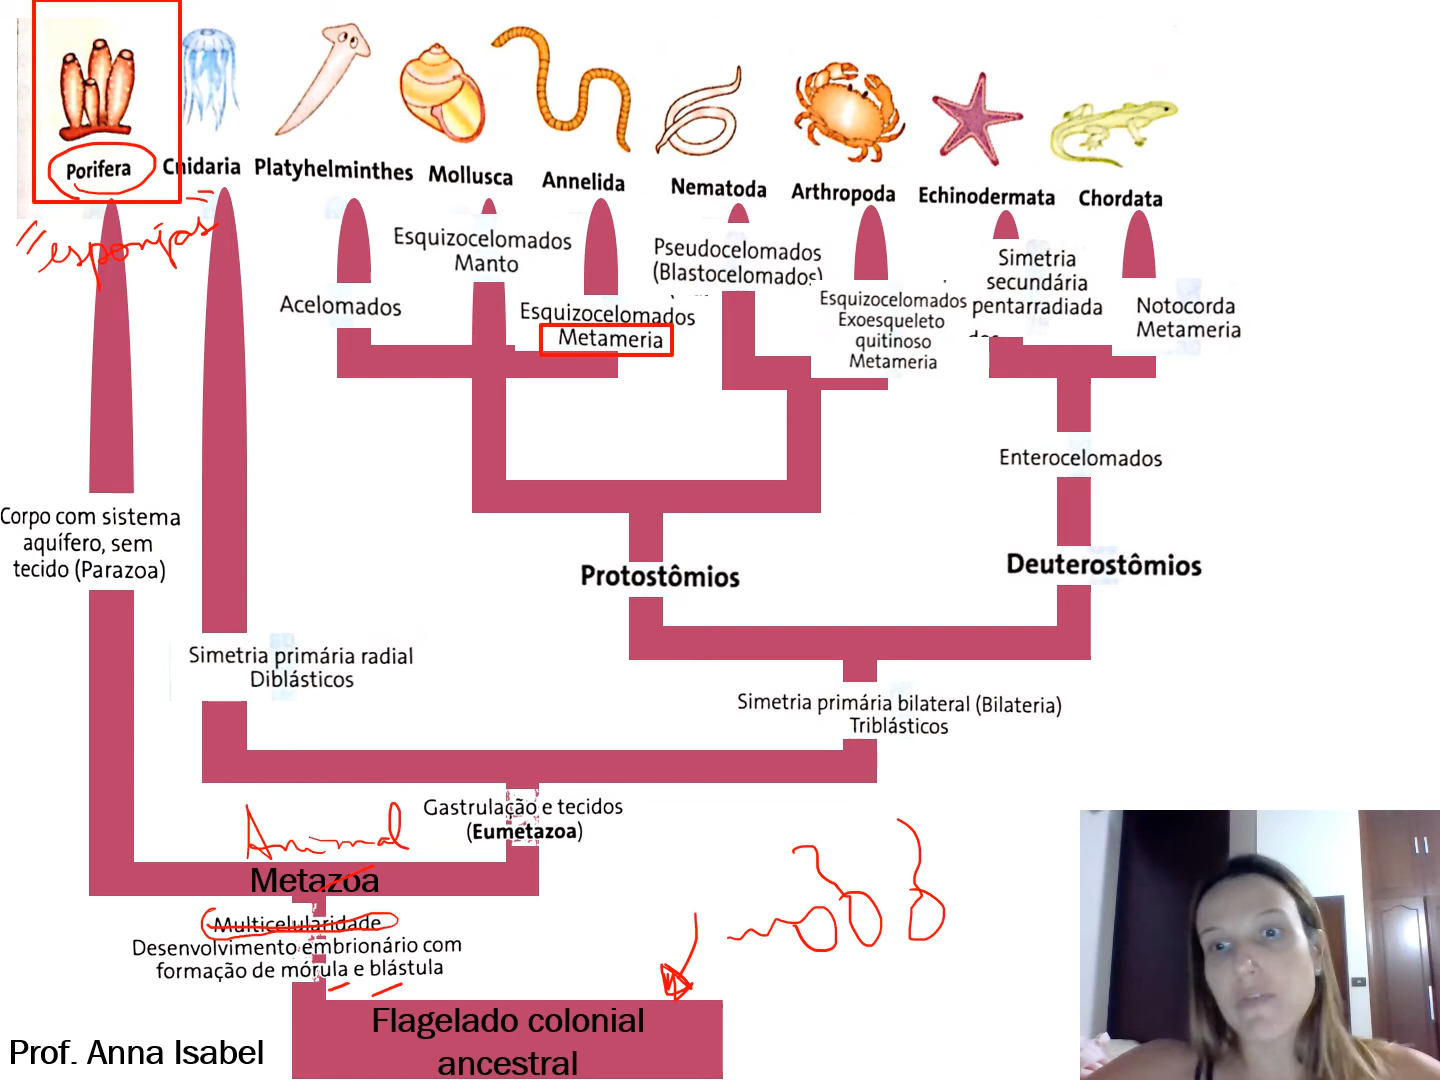 Porifera
Cnidaria
Platyhelminthes
Mollusca
Annelida
Nematoda
Arthropoda
Echinodermata
Chordata
"esponjas"
Acelomados
Esquizocelomados
Manto
Esquizocelomados
Metameria
Pseudocelomados
(Blastocelomados)
Esquizocelomados
Exoesqueleto
quitinoso
Metameria
Simetria
secundária
pentarradiada
Notocorda
Metameria
Enterocelomados
Corpo com sistema
aquífero, sem
tecido (Parazoa)
Protostômios
Deuterostômios
Simetria primária radial
Diblásticos
Simetria primária bilateral (Bilateria)
Triblásticos
Gastrulação e tecidos
(Eumetazoa)
Animal
Metazoa
Multicelularidade
Desenvolvimento embrionário com
formação de mórula e blástula
Flagelado colonial
ancestral
Prof. Anna Isabel